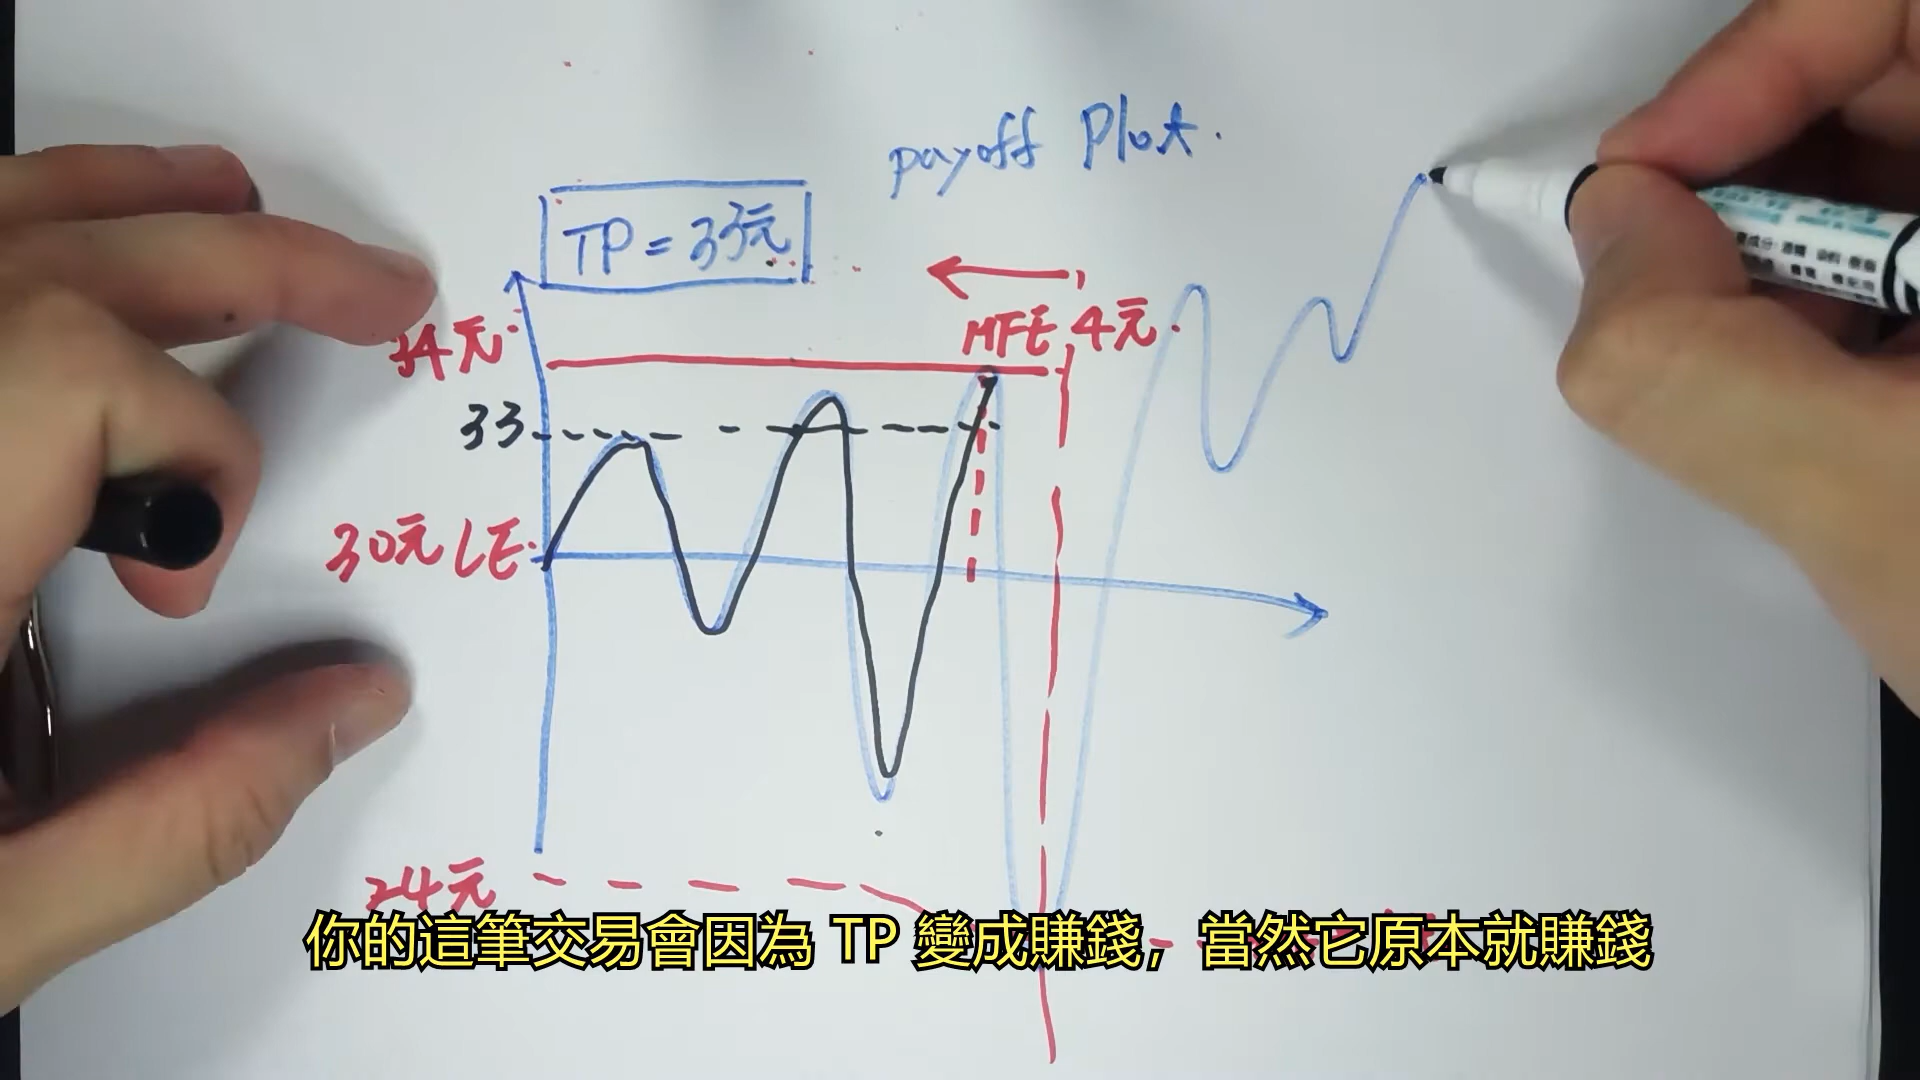 payoff Plot.
TP = 33元
34元
MFE 4元.
33
30元 LE
24元
你的這筆交易會因為 TP 變成賺錢，當然它原本就賺錢